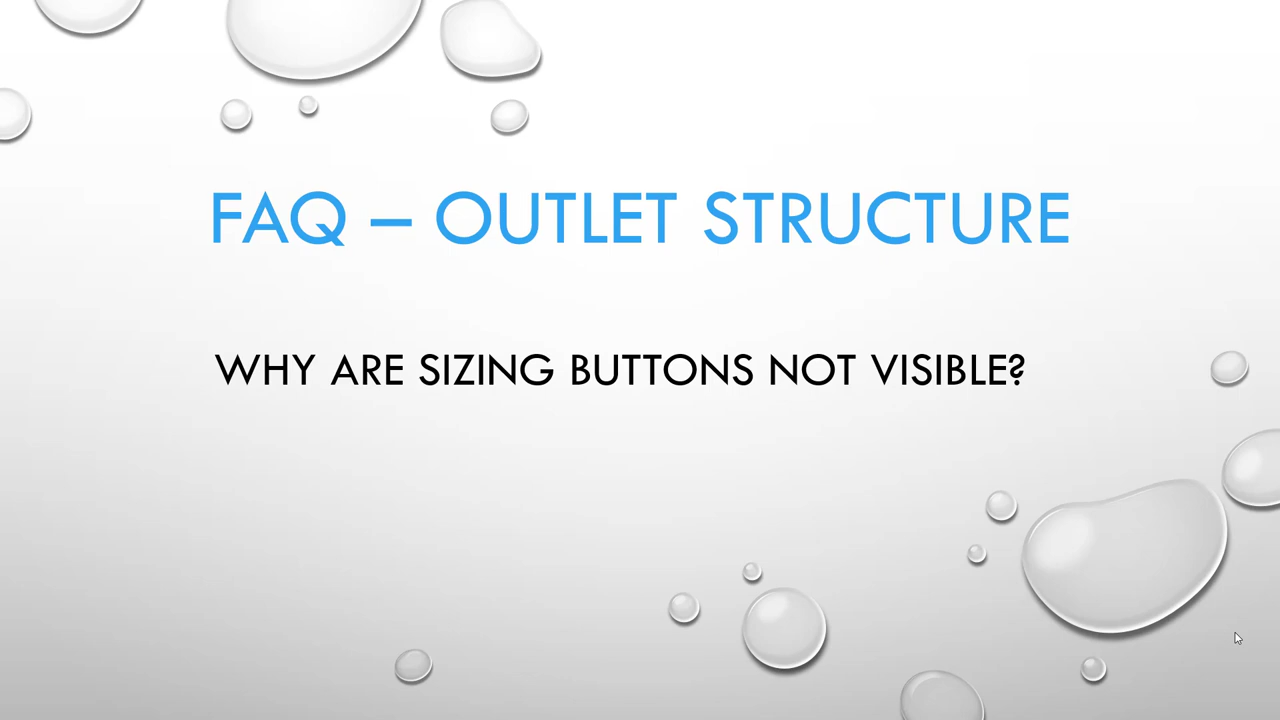 FAQ – OUTLET STRUCTURE
WHY ARE SIZING BUTTONS NOT VISIBLE?